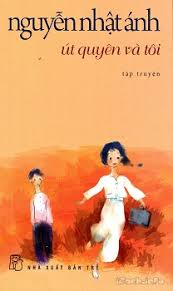 nguyễn nhật ánh
út quyên và tôi
tập truyện
NHÀ XUẤT BẢN TRẺ